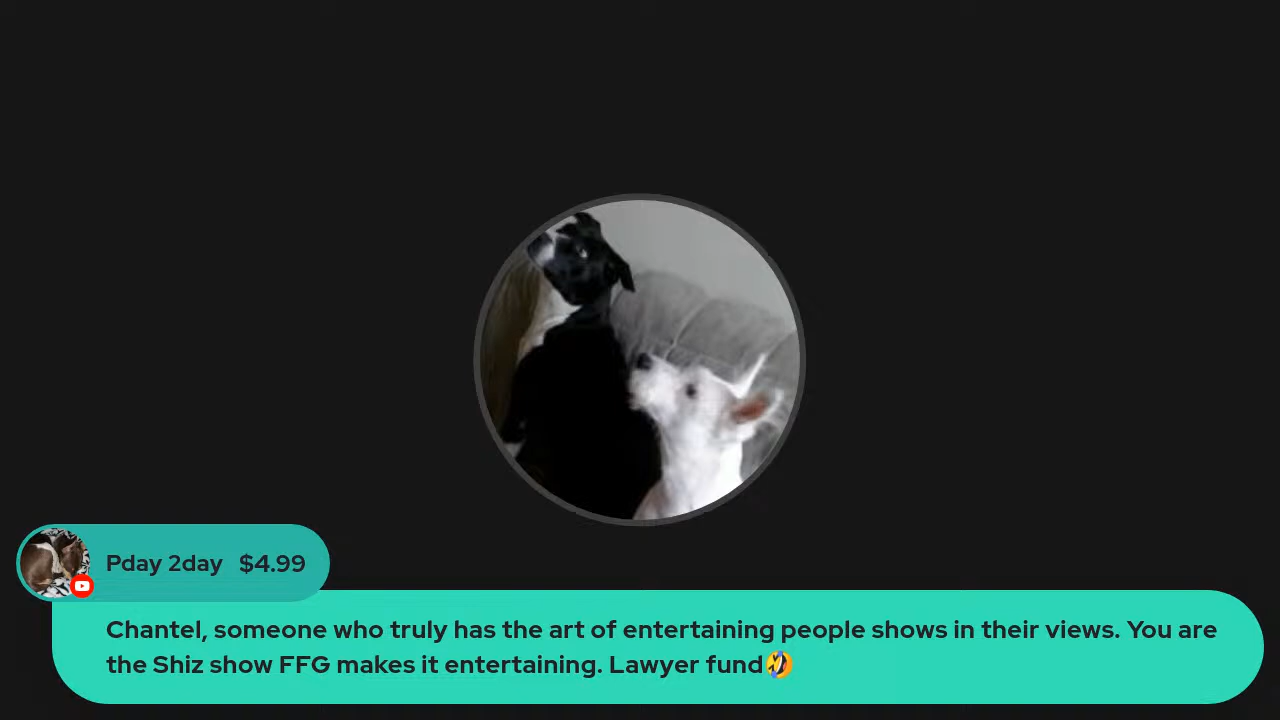 Pday 2day $4.99
Chantel, someone who truly has the art of entertaining people shows in their views. You are
the Shiz show FFG makes it entertaining. Lawyer fund🤣